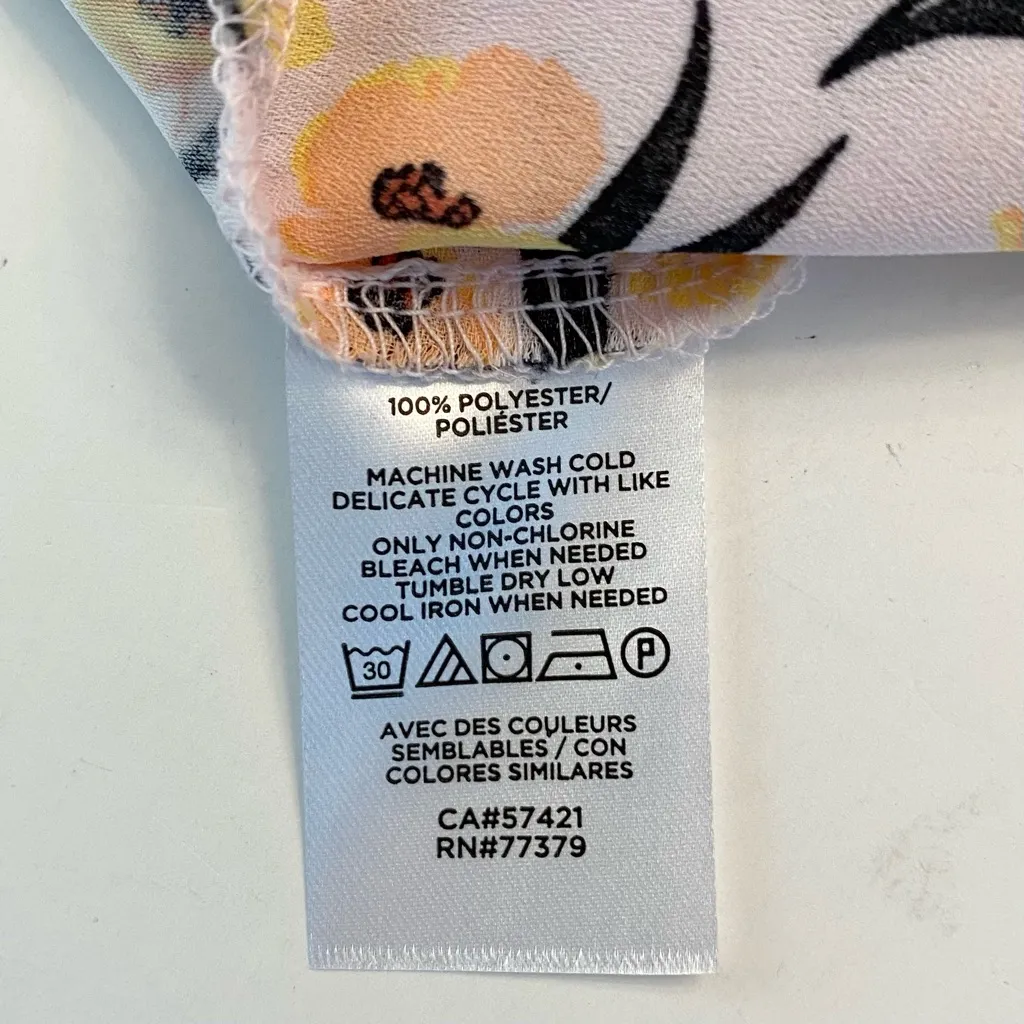 100% POLYESTER/
POLIÉSTER
MACHINE WASH COLD
DELICATE CYCLE WITH LIKE
COLORS
ONLY NON-CHLORINE
BLEACH WHEN NEEDED
TUMBLE DRY LOW
COOL IRON WHEN NEEDED
30 P
AVEC DES COULEURS
SEMBLABLES / CON
COLORES SIMILARES
CA#57421
RN#77379